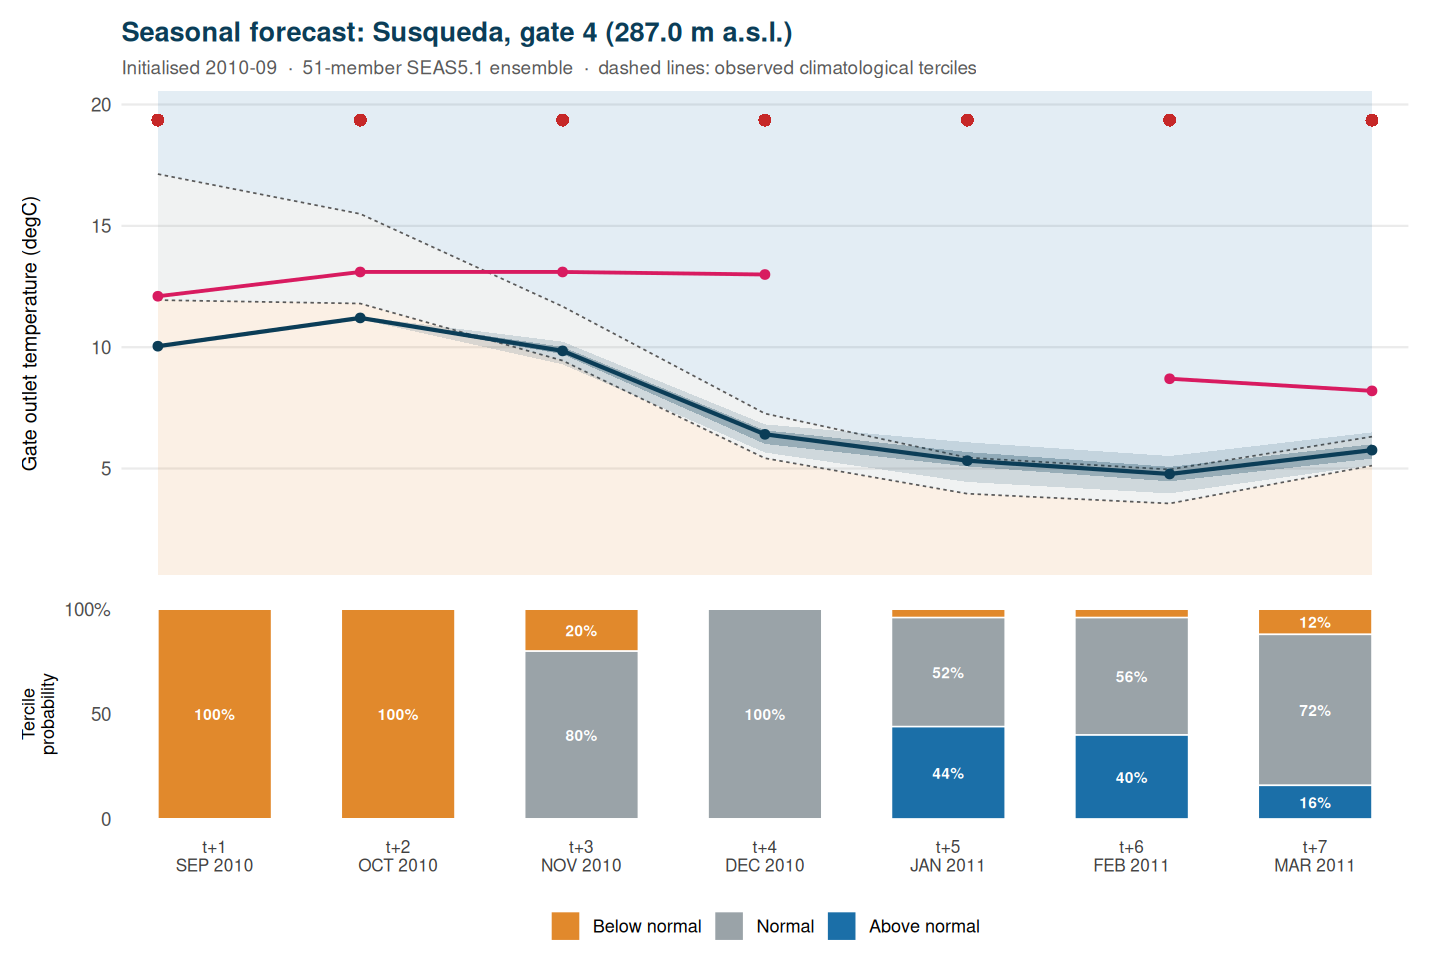 Seasonal forecast: Susqueda, gate 4 (287.0 m a.s.l.)
Initialised 2010-09 · 51-member SEAS5.1 ensemble · dashed lines: observed climatological terciles
Gate outlet temperature (degC)
20
15
10
5
Tercile
probability
100%
50
0
100%
100%
20%
80%
100%
52%
44%
56%
40%
12%
72%
16%
t+1
SEP 2010
t+2
OCT 2010
t+3
NOV 2010
t+4
DEC 2010
t+5
JAN 2011
t+6
FEB 2011
t+7
MAR 2011
Below normal
Normal
Above normal